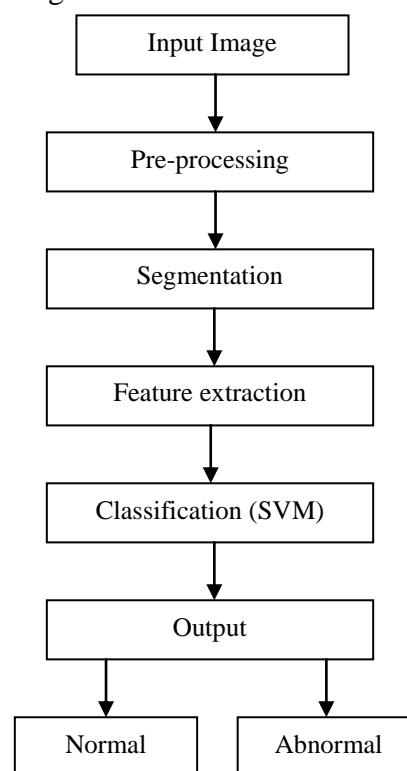 Input Image
Pre-processing
Segmentation
Feature extraction
Classification (SVM)
Output
Normal Abnormal